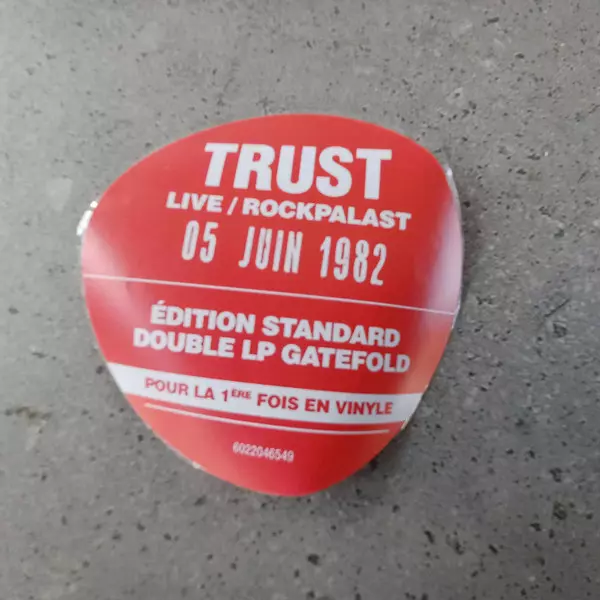 TRUST
LIVE / ROCKPALAST
05 JUIN 1982
ÉDITION STANDARD
DOUBLE LP GATEFOLD
POUR LA 1ÈRE FOIS EN VINYLE
6022046549